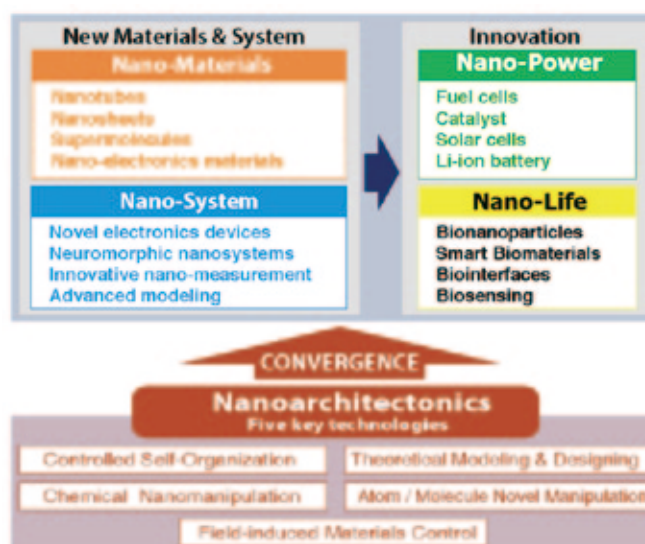 New Materials & System
Nano-Materials
Nanotubes
Nanosheets
Supermolecules
Nano-electronics materials
Nano-System
Novel electronics devices
Neuromorphic nanosystems
Innovative nano-measurement
Advanced modeling
Innovation
Nano-Power
Fuel cells
Catalyst
Solar cells
Li-ion battery
Nano-Life
Bionanoparticles
Smart Biomaterials
Biointerfaces
Biosensing
CONVERGENCE
Nanoarchitectonics
Five key technologies
Controlled Self-Organization
Theoretical Modeling & Designing
Chemical Nanomanipulation
Atom / Molecule Novel Manipulation
Field-induced Materials Control